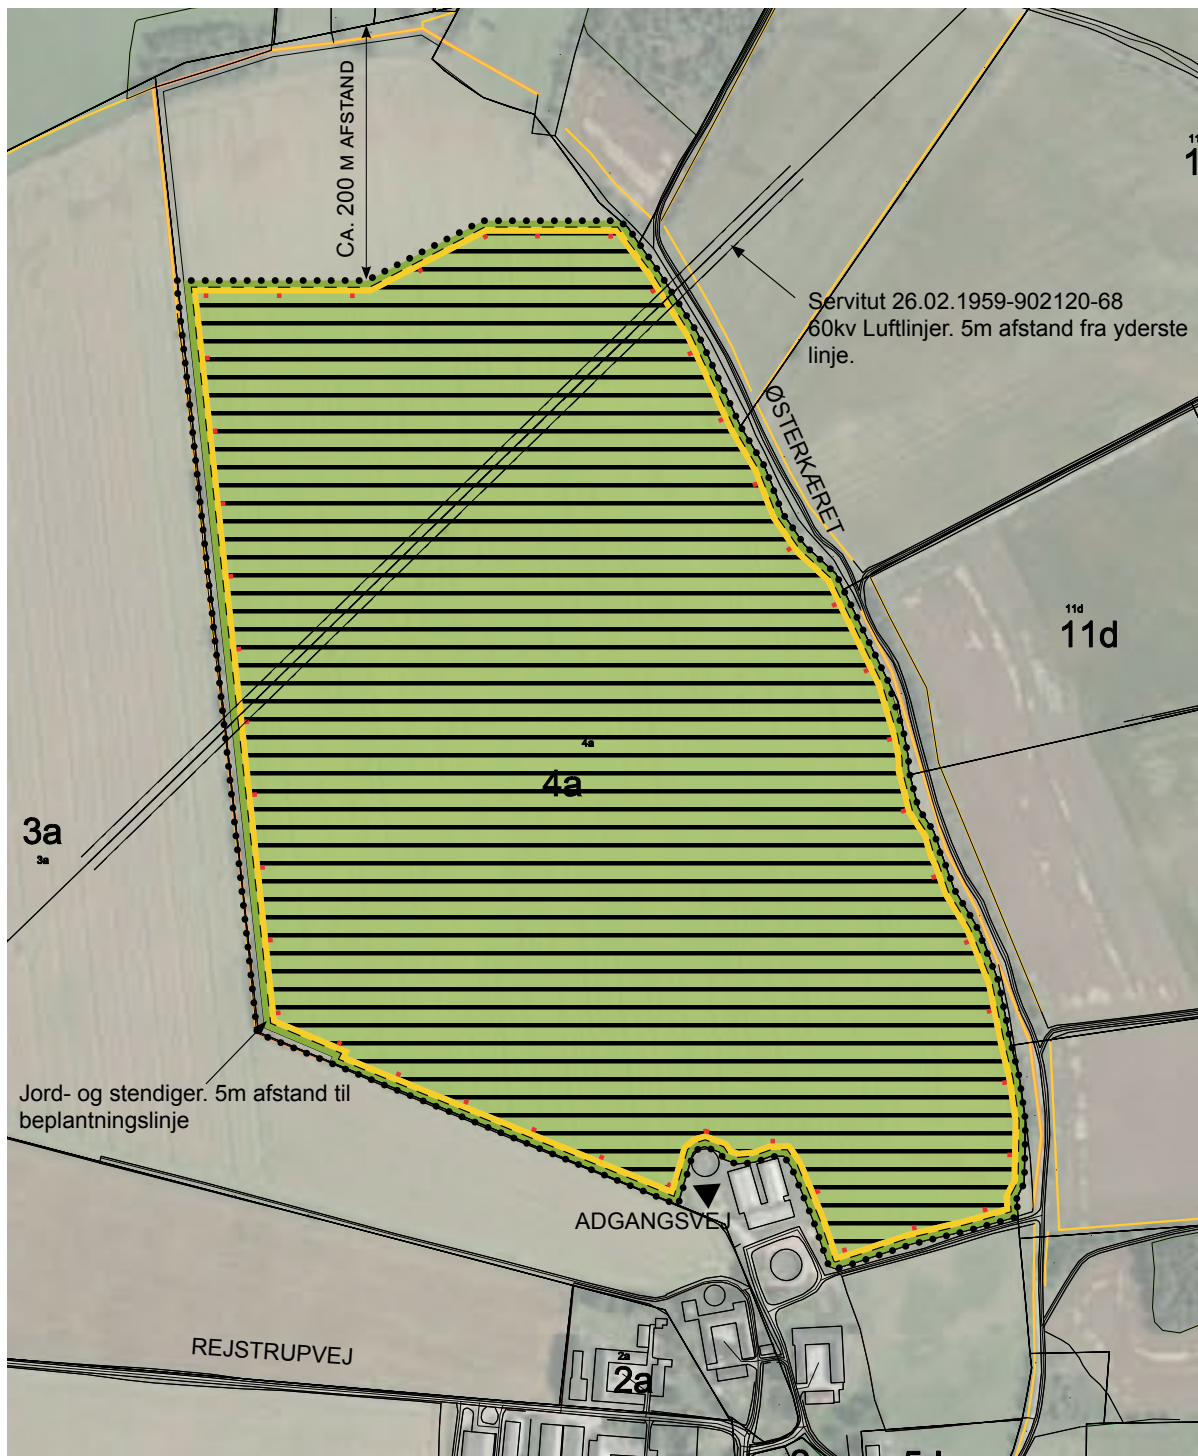 CA. 200 M AFSTAND
Servitut 26.02.1959-902120-68
60kv Luftlinjer. 5m afstand fra yderste
linje.
ØSTERKÆRET
11d
11d
4a
4a
3a
3a
Jord- og stendiger. 5m afstand til
beplantningslinje
ADGANGSVEJ
REJSTRUPVEJ
2a
2a